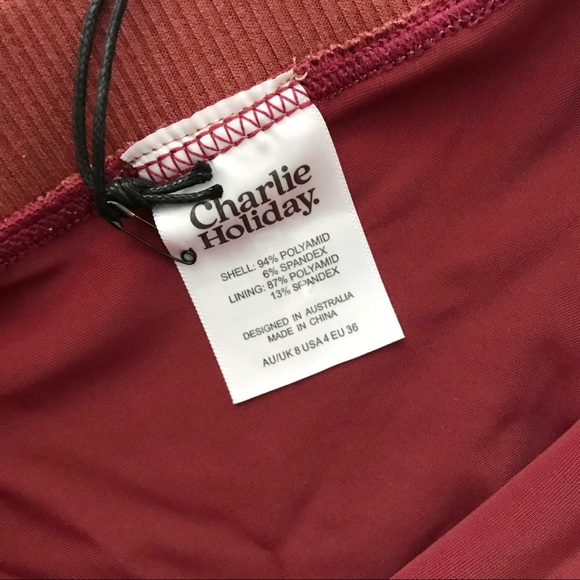 Charlie
Holiday.
SHELL: 94% POLYAMID
6% SPANDEX
LINING: 87% POLYAMID
13% SPANDEX
DESIGNED IN AUSTRALIA
MADE IN CHINA
AU/UK 8 USA 4 EU 36